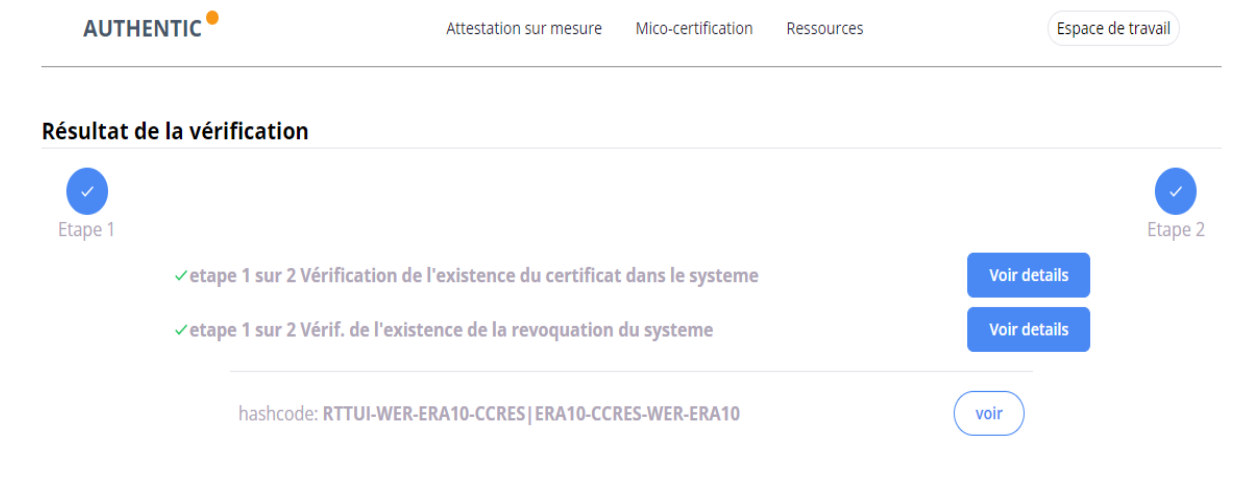 AUTHENTIC Attestation sur mesure Mico-certification Ressources Espace de travail
Résultat de la vérification
Etape 1 Etape 2
etape 1 sur 2 Vérification de l'existence du certificat dans le systeme Voir details
etape 1 sur 2 Vérif. de l'existence de la revoquation du systeme Voir details
hashcode: RTTUI-WER-ERA10-CCRES|ERA10-CCRES-WER-ERA10 voir